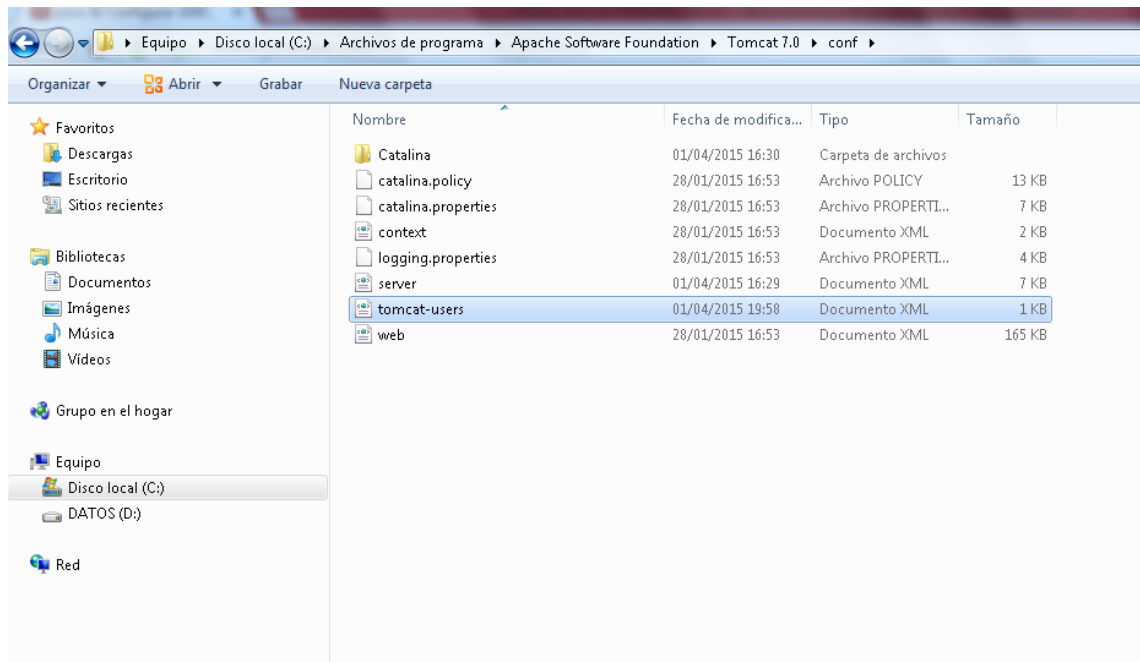 Equipo Disco local (C:) Archivos de programa Apache Software Foundation Tomcat 7.0 conf
Organizar Abrir Grabar Nueva carpeta
Favoritos
Descargas
Escritorio
Sitios recientes
Bibliotecas
Documentos
Imágenes
Música
Vídeos
Grupo en el hogar
Equipo
Disco local (C:)
DATOS (D:)
Red
Nombre Fecha de modifica... Tipo Tamaño
Catalina 01/04/2015 16:30 Carpeta de archivos
catalina.policy 28/01/2015 16:53 Archivo POLICY 13 KB
catalina.properties 28/01/2015 16:53 Archivo PROPERTI... 7 KB
context 28/01/2015 16:53 Documento XML 2 KB
logging.properties 28/01/2015 16:53 Archivo PROPERTI... 4 KB
server 01/04/2015 16:29 Documento XML 7 KB
tomcat-users 01/04/2015 19:58 Documento XML 1 KB
web 28/01/2015 16:53 Documento XML 165 KB